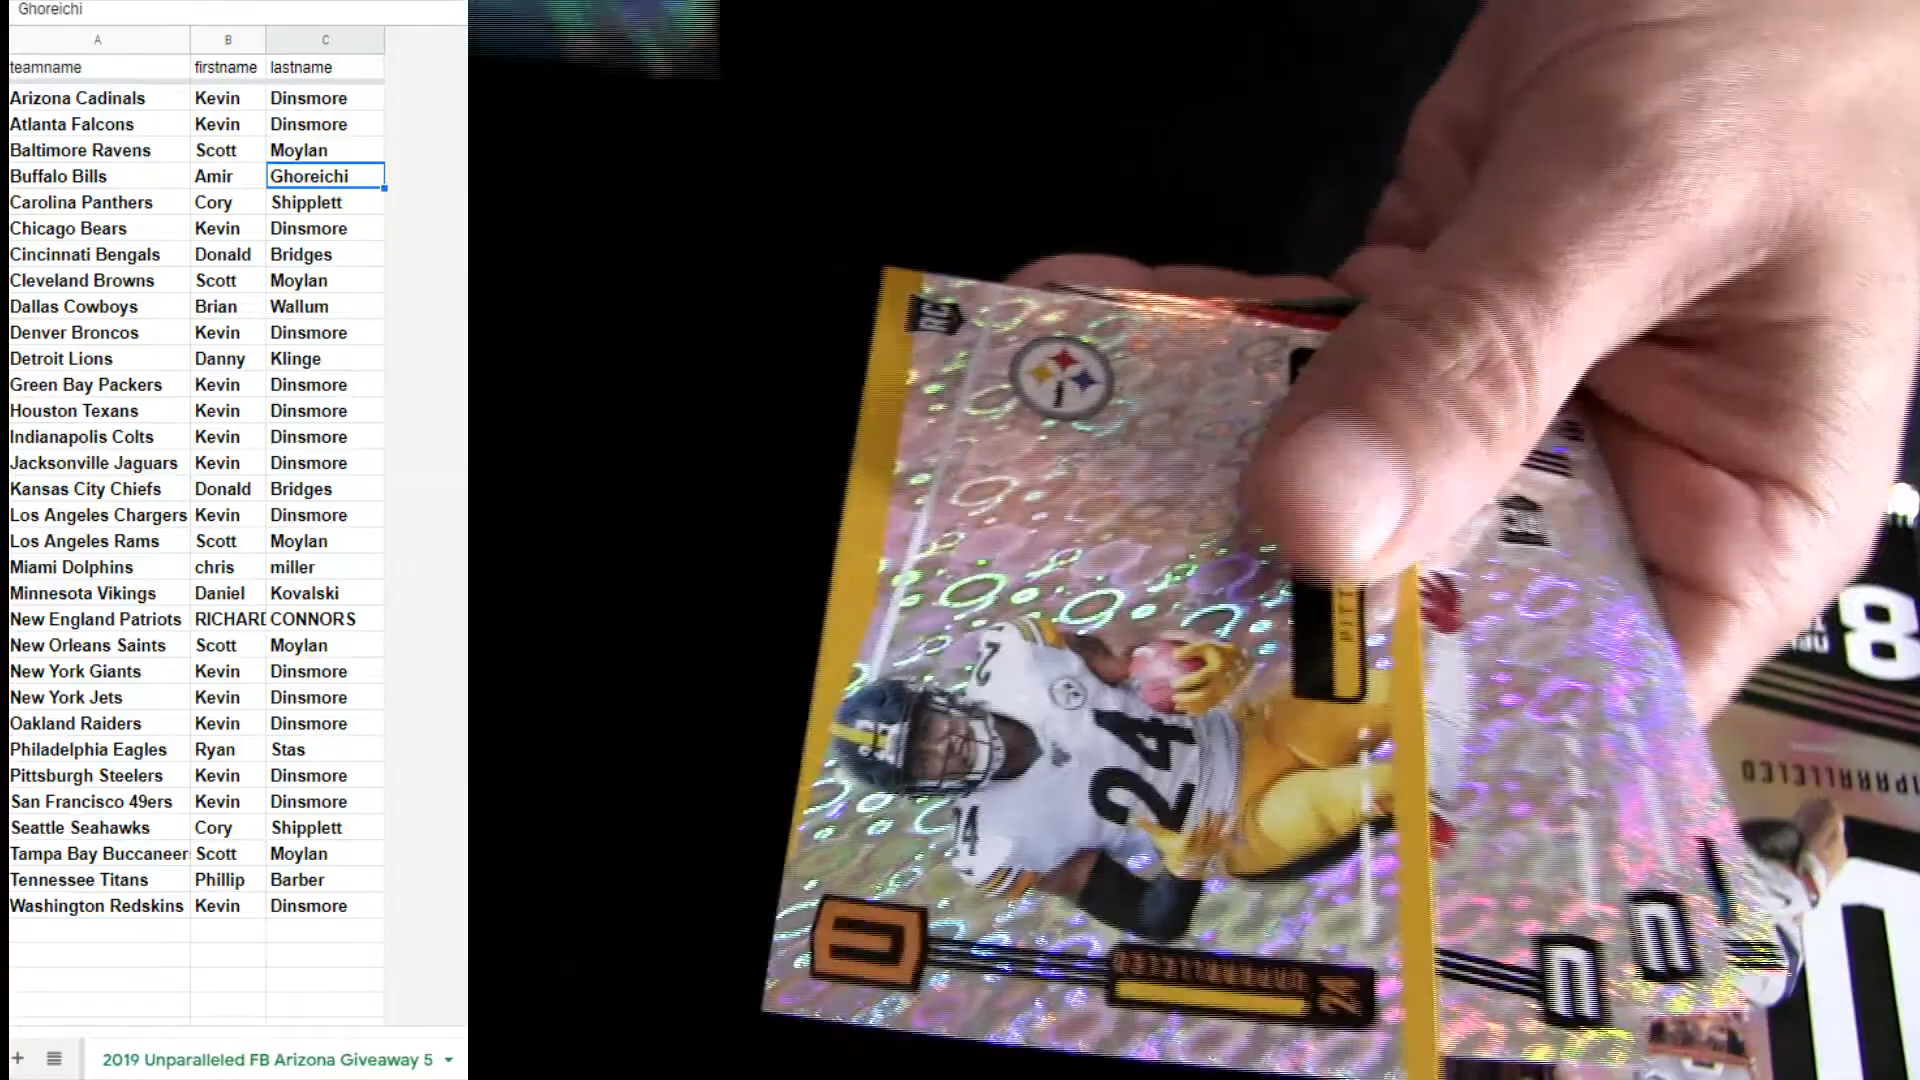 Ghoreichi
A B C
teamname firstname lastname
Arizona Cadinals Kevin Dinsmore
Atlanta Falcons Kevin Dinsmore
Baltimore Ravens Scott Moylan
Buffalo Bills Amir Ghoreichi
Carolina Panthers Cory Shipplett
Chicago Bears Kevin Dinsmore
Cincinnati Bengals Donald Bridges
Cleveland Browns Scott Moylan
Dallas Cowboys Brian Wallum
Denver Broncos Kevin Dinsmore
Detroit Lions Danny Klinge
Green Bay Packers Kevin Dinsmore
Houston Texans Kevin Dinsmore
Indianapolis Colts Kevin Dinsmore
Jacksonville Jaguars Kevin Dinsmore
Kansas City Chiefs Donald Bridges
Los Angeles Chargers Kevin Dinsmore
Los Angeles Rams Scott Moylan
Miami Dolphins chris miller
Minnesota Vikings Daniel Kovalski
New England Patriots RICHARD CONNORS
New Orleans Saints Scott Moylan
New York Giants Kevin Dinsmore
New York Jets Kevin Dinsmore
Oakland Raiders Kevin Dinsmore
Philadelphia Eagles Ryan Stas
Pittsburgh Steelers Kevin Dinsmore
San Francisco 49ers Kevin Dinsmore
Seattle Seahawks Cory Shipplett
Tampa Bay Buccaneer Scott Moylan
Tennessee Titans Phillip Barber
Washington Redskins Kevin Dinsmore
2019 Unparalleled FB Arizona Giveaway 5
RC
PITT
2
24
24
U
UNPARALLELED
24
U
U
8
UNPARALLELED